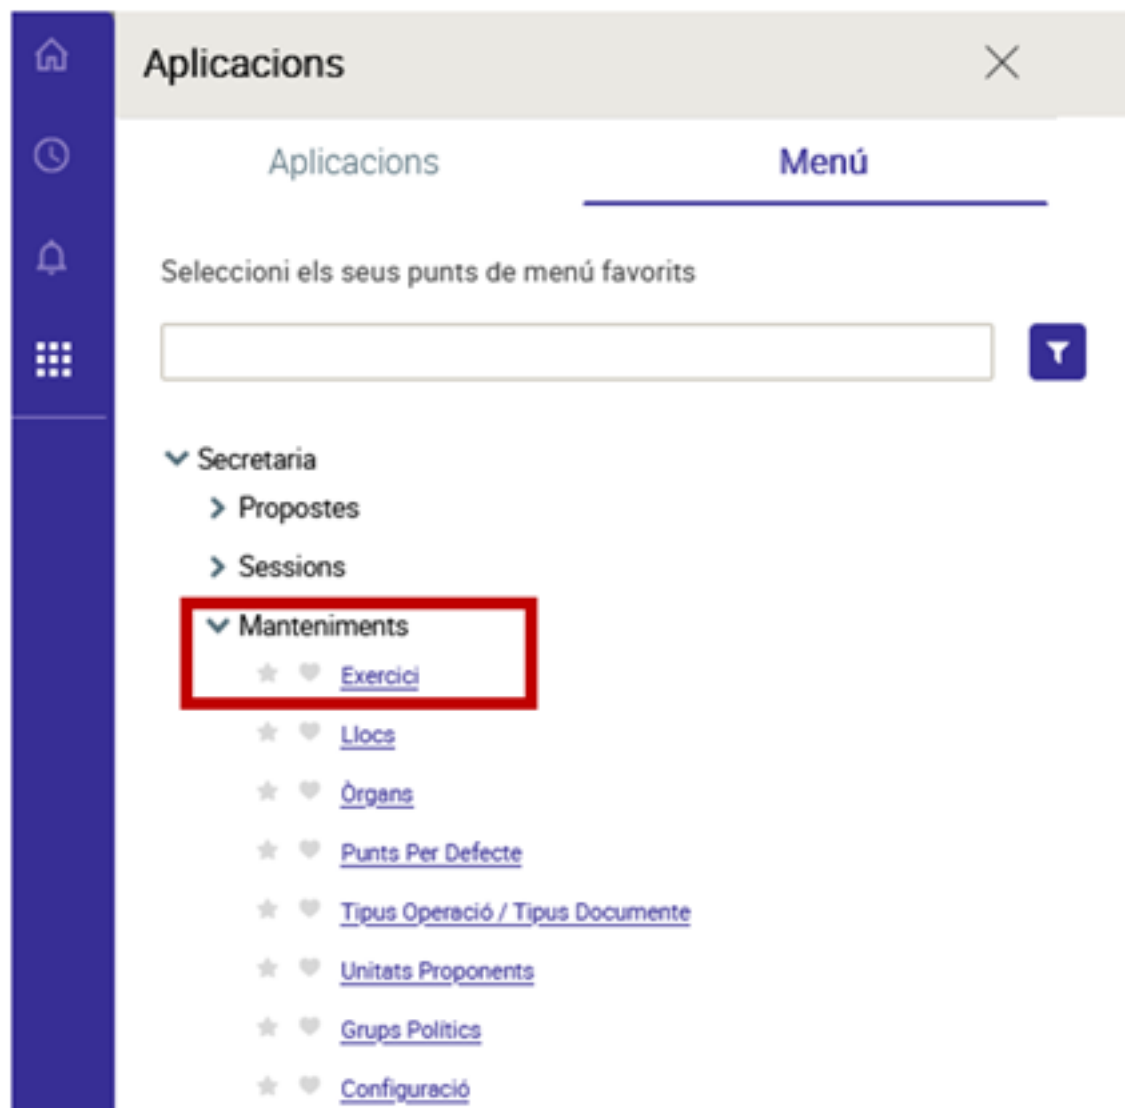 Aplicacions
Aplicacions
Menú
Seleccioni els seus punts de menú favorits
Secretaria
Propostes
Sessions
Manteniments
Exercici
Llocs
Òrgans
Punts Per Defecte
Tipus Operació / Tipus Documente
Unitats Proponents
Grups Polítics
Configuració